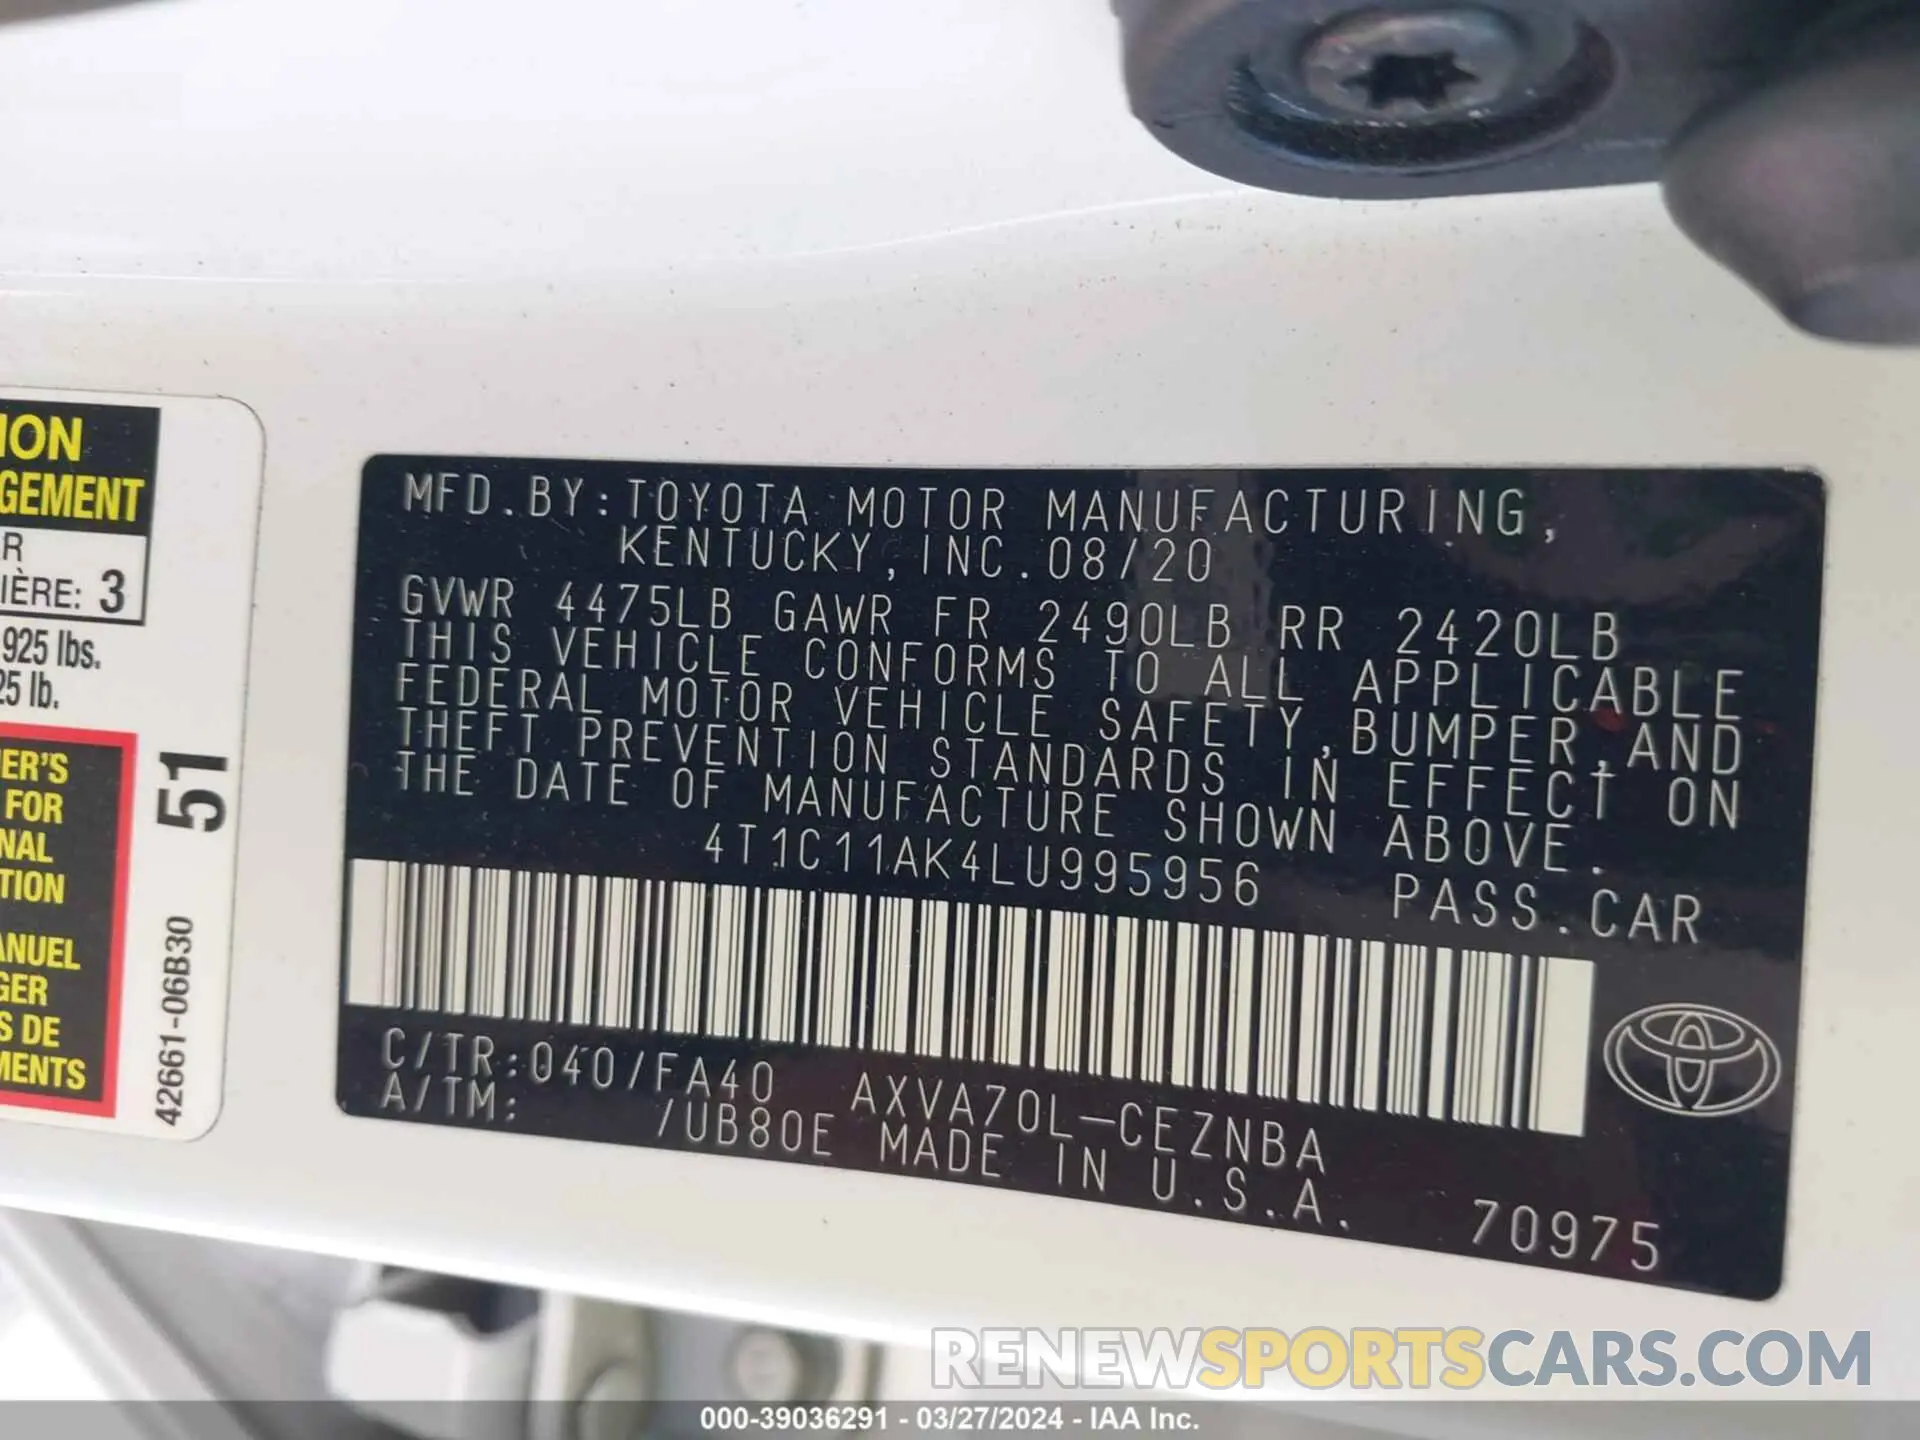 ION
GEMENT
R
IÈRE: 3
925 lbs.
25 lb.
ER'S
FOR
NAL
TION
ANUEL
GER
S DE
MENTS
51
42661-06B30
MFD.BY:TOYOTA MOTOR MANUFACTURING,
KENTUCKY,INC.08/20
GVWR 4475LB GAWR FR 2490LB RR 2420LB
THIS VEHICLE CONFORMS TO ALL APPLICABLE
FEDERAL MOTOR VEHICLE SAFETY,BUMPER,AND
THEFT PREVENTION STANDARDS IN EFFECT ON
THE DATE OF MANUFACTURE SHOWN ABOVE.
4T1C11AK4LU995956 PASS.CAR
C/TR:040/FA40 AXVA70L-CEZNBA
A/TM: /UB80E MADE IN U.S.A.
70975
RENEWSPORTSCARS.COM
000-39036291 - 03/27/2024 - IAA Inc.